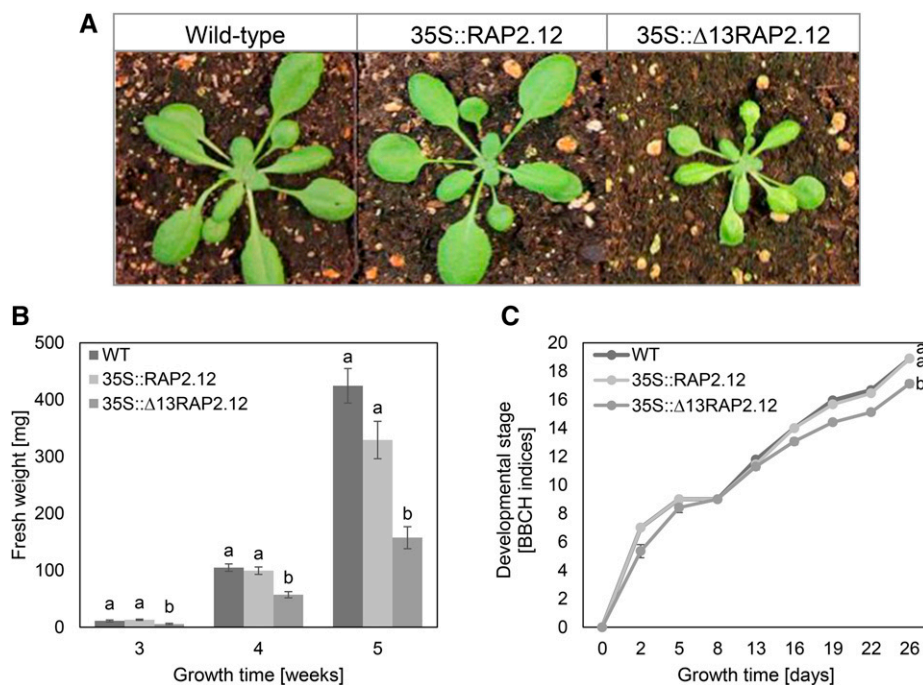 A
Wild-type
35S::RAP2.12
35S::Δ13RAP2.12
B
500
400
300
200
100
0
Fresh weight [mg]
WT
35S::RAP2.12
35S::Δ13RAP2.12
a a b
a a b
a a b
3 4 5
Growth time [weeks]
C
20
18
16
14
12
10
8
6
4
2
0
Developmental stage
[BBCH indices]
WT
35S::RAP2.12
35S::Δ13RAP2.12
a
a
b
0 2 5 8 13 16 19 22 26
Growth time [days]